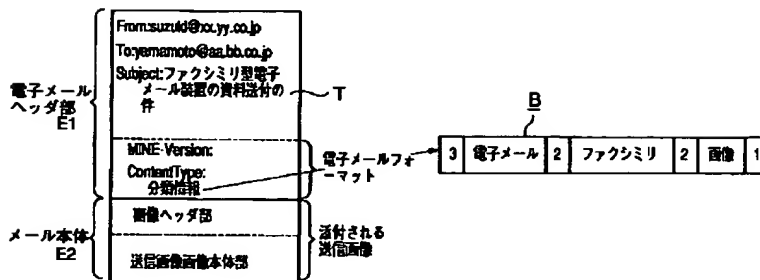 From:suzuki@xx.yy.co.jp
To:yamamoto@aa.bb.co.jp
Subject:ファクシミリ型電子
メール装置の資料送付の
件
T
電子メール
ヘッダ部
E1
MINE-Version:
ContentType:
分類情報
電子メールフォ
ーマット
B
3 電子メール 2 ファクシミリ 2 画像 1
メール本体
E2
画像ヘッダ部
送信画像画像本体部
送付される
送信画像